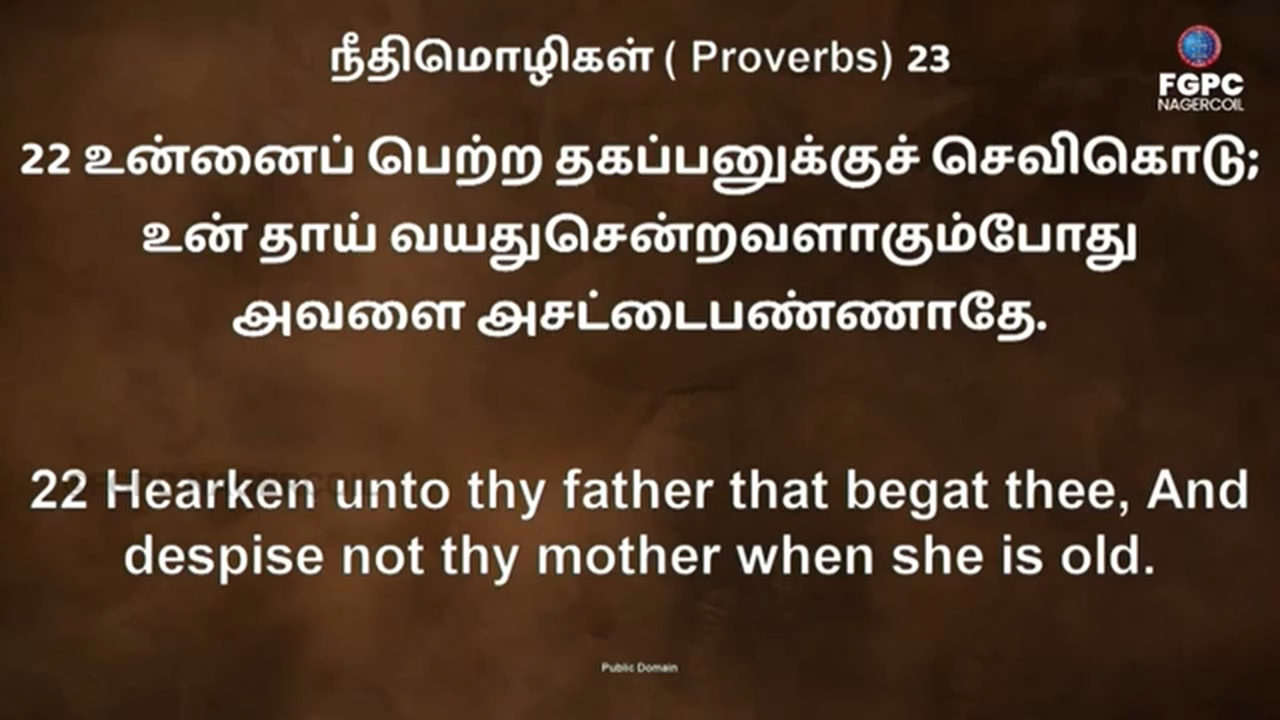 நீதிமொழிகள் ( Proverbs) 23
FGPC
NAGERCOIL
22 உன்னைப் பெற்ற தகப்பனுக்குச் செவிகொடு;
உன் தாய் வயதுசென்றவளாகும்போது
அவளை அசட்டைபண்ணாதே.
22 Hearken unto thy father that begat thee, And
despise not thy mother when she is old.
Public Domain